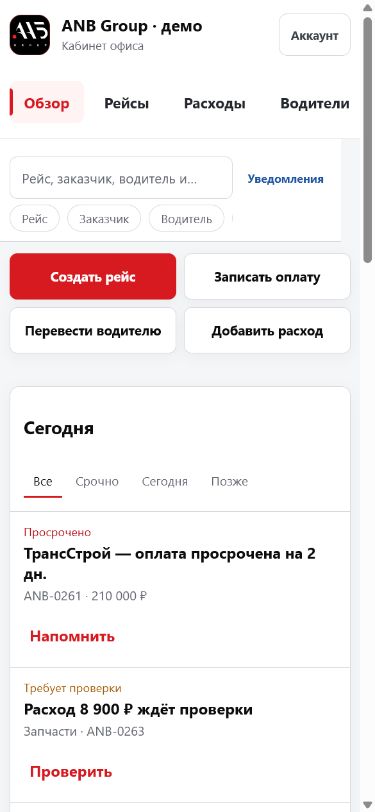 ANB
ANB Group · демо
Кабинет офиса
Аккаунт
Обзор
Рейсы
Расходы
Водители
Рейс, заказчик, водитель и...
Уведомления
Рейс
Заказчик
Водитель
Создать рейс
Записать оплату
Перевести водителю
Добавить расход
Сегодня
Все
Срочно
Сегодня
Позже
Просрочено
ТрансСтрой — оплата просрочена на 2
дн.
ANB-0261 · 210 000 ₽
Напомнить
Требует проверки
Расход 8 900 ₽ ждёт проверки
Запчасти · ANB-0263
Проверить